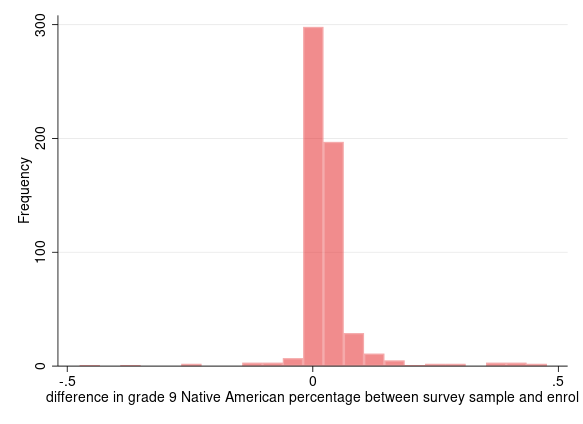 300
200
100
0
Frequency
-.5 0 .5
difference in grade 9 Native American percentage between survey sample and enrol